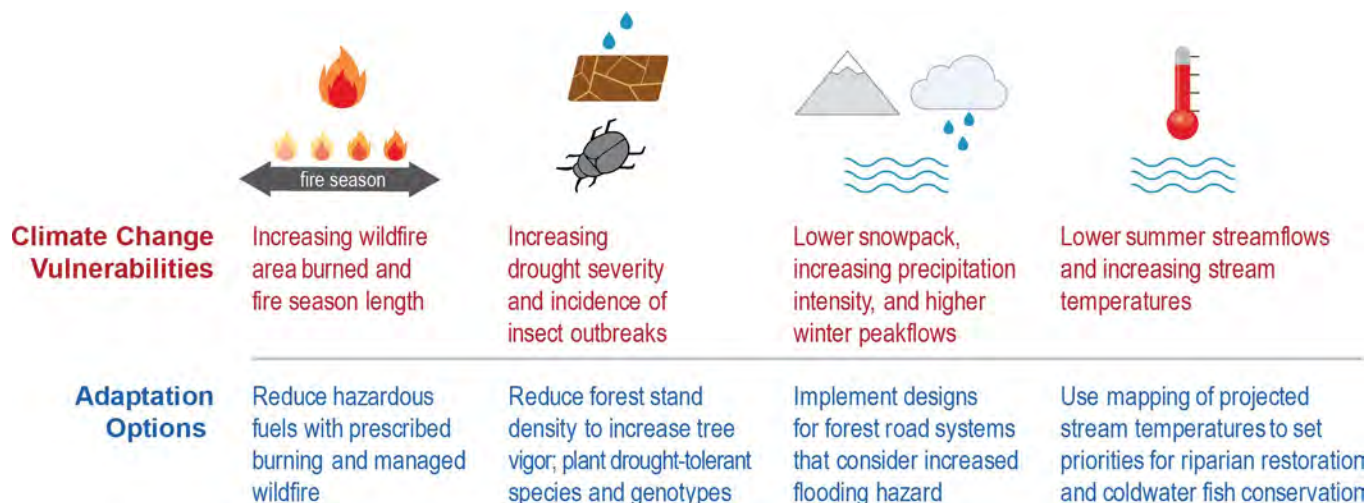 fire season
Climate Change
Vulnerabilities
Increasing wildfire
area burned and
fire season length
Increasing
drought severity
and incidence of
insect outbreaks
Lower snowpack,
increasing precipitation
intensity, and higher
winter peakflows
Lower summer streamflows
and increasing stream
temperatures
Adaptation
Options
Reduce hazardous
fuels with prescribed
burning and managed
wildfire
Reduce forest stand
density to increase tree
vigor; plant drought-tolerant
species and genotypes
Implement designs
for forest road systems
that consider increased
flooding hazard
Use mapping of projected
stream temperatures to set
priorities for riparian restoration
and coldwater fish conservation